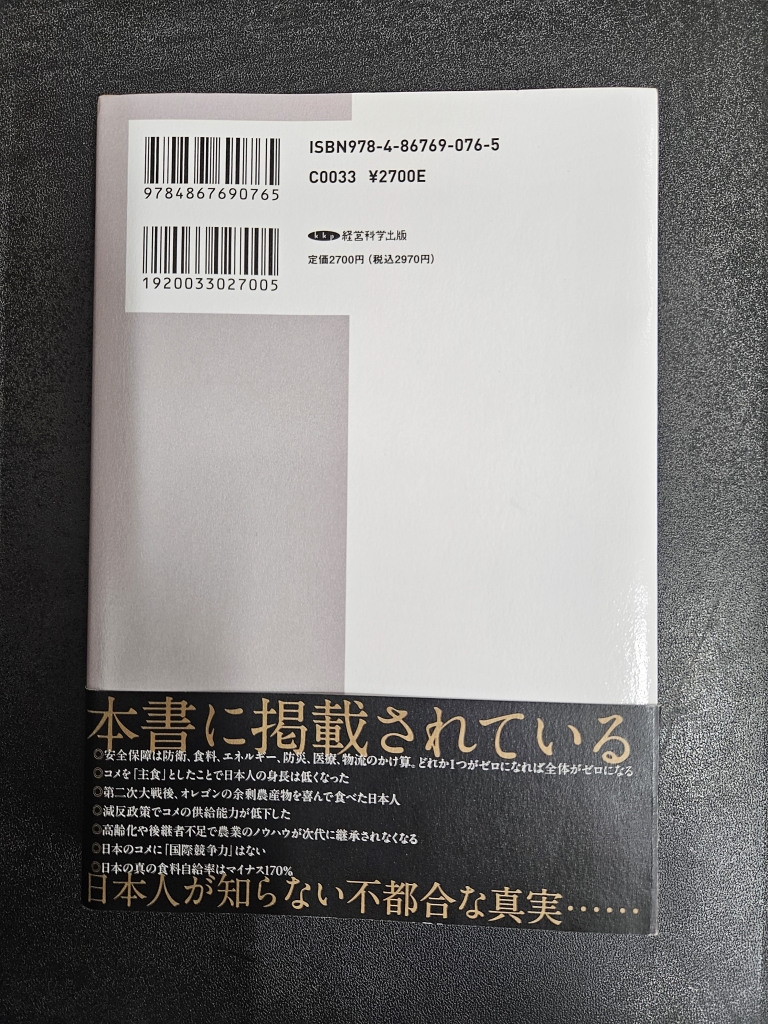 ISBN978-4-86769-076-5
C0033 ¥2700E
9784867690765
kkp 経営科学出版
定価2700円(税込2970円)
1920033027005
本書に掲載されている
◎安全保障は防衛、食料、エネルギー、防災、医療、物流のかけ算。どれか1つがゼロになれば全体がゼロになる
◎コメを「主食」としたことで日本人の身長は低くなった
◎第二次大戦後、オレゴンの余剰農産物を喜んで食べた日本人
◎減反政策でコメの供給能力が低下した
◎高齢化や後継者不足で農業のノウハウが次代に継承されなくなる
◎日本のコメに「国際競争力」はない
◎日本の真の食料自給率はマイナス170%
日本人が知らない不都合な真実……